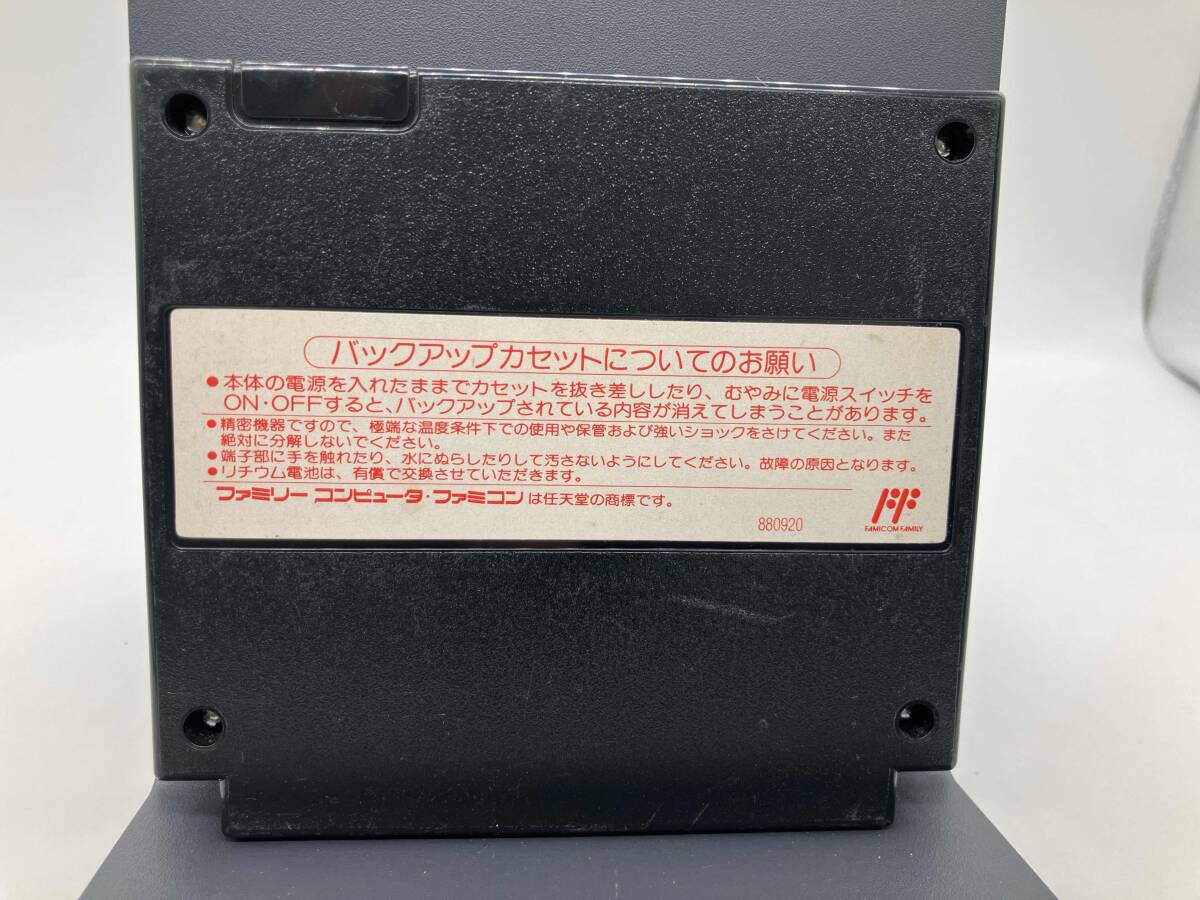 バックアップカセットについてのお願い
●本体の電源を入れたままでカセットを抜き差ししたり、むやみに電源スイッチを
ON・OFFすると、バックアップされている内容が消えてしまうことがあります。
●精密機器ですので、極端な温度条件下での使用や保管および強いショックをさけてください。また
絶対に分解しないでください。
●端子部に手を触れたり、水にぬらしたりして汚さないようにしてください。故障の原因となります。
●リチウム電池は、有償で交換させていただきます。
ファミリー コンピュータ・ファミコン は任天堂の商標です。
880920
FAMICOM FAMILY